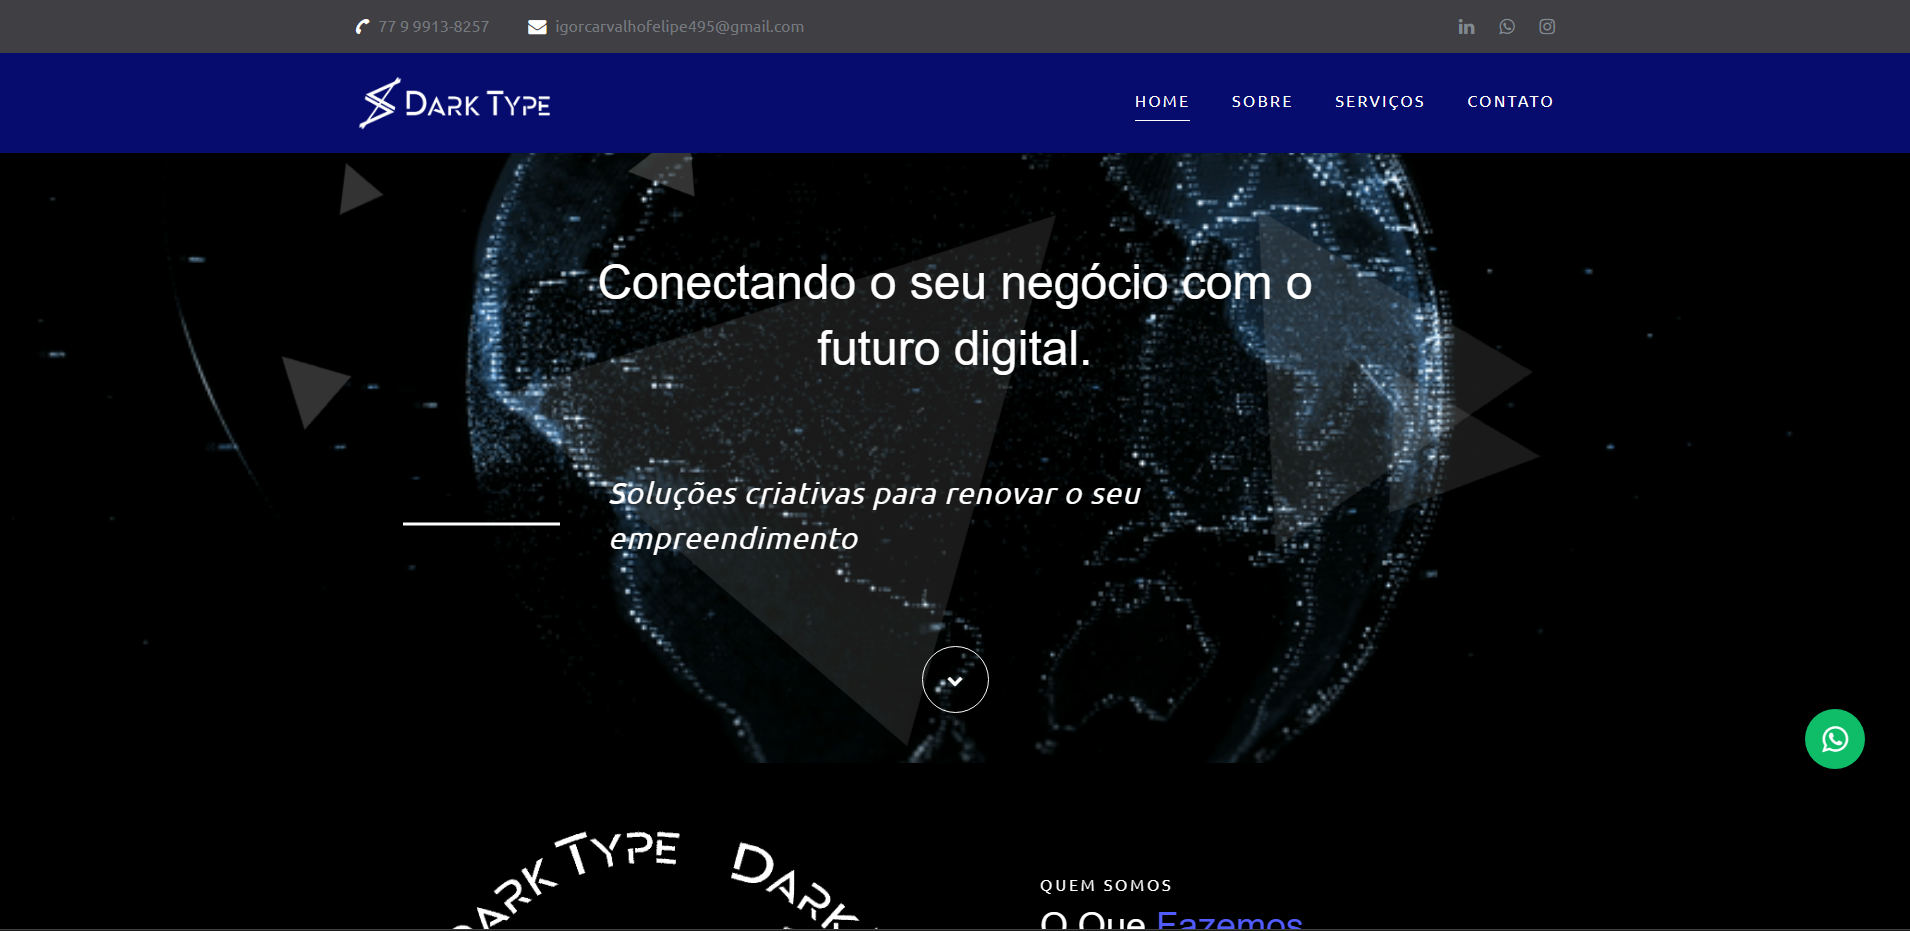 77 9 9913-8257
igorcarvalhofelipe495@gmail.com
DARK TYPE
HOME
SOBRE
SERVIÇOS
CONTATO
Conectando o seu negócio com o
futuro digital.
Soluções criativas para renovar o seu
empreendimento
DARK TYPE DARK
QUEM SOMOS
O Que Fazemos